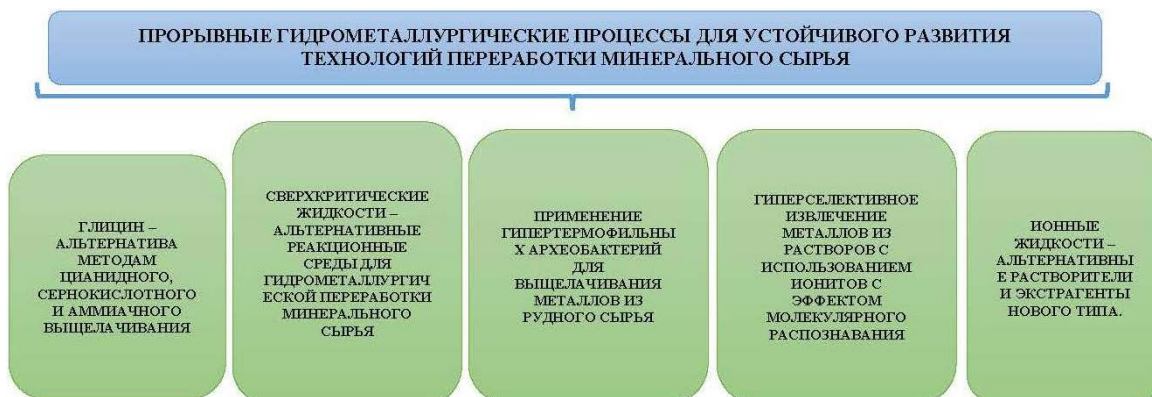 ПРОРЫВНЫЕ ГИДРОМЕТАЛЛУРГИЧЕСКИЕ ПРОЦЕССЫ ДЛЯ УСТОЙЧИВОГО РАЗВИТИЯ
ТЕХНОЛОГИЙ ПЕРЕРАБОТКИ МИНЕРАЛЬНОГО СЫРЬЯ
ГЛИЦИН –
АЛЬТЕРНАТИВА
МЕТОДАМ
ЦИАНИДНОГО,
СЕРНОКИСЛОТНОГО
И АММИАЧНОГО
ВЫЩЕЛАЧИВАНИЯ
СВЕРХКРИТИЧЕСКИЕ
ЖИДКОСТИ –
АЛЬТЕРНАТИВНЫЕ
РЕАКЦИОННЫЕ
СРЕДЫ ДЛЯ
ГИДРОМЕТАЛЛУРГИЧ
ЕСКОЙ ПЕРЕРАБОТКИ
МИНЕРАЛЬНОГО
СЫРЬЯ
ПРИМЕНЕНИЕ
ГИПЕРТЕРМОФИЛЬНЫ
Х АРХЕОБАКТЕРИЙ
ДЛЯ
ВЫЩЕЛАЧИВАНИЯ
МЕТАЛЛОВ ИЗ
РУДНОГО СЫРЬЯ
ГИПЕРСЕЛЕКТИВНОЕ
ИЗВЛЕЧЕНИЕ
МЕТАЛЛОВ ИЗ
РАСТВОРОВ С
ИСПОЛЬЗОВАНИЕМ
ИОНИТОВ С
ЭФФЕКТОМ
МОЛЕКУЛЯРНОГО
РАСПОЗНАВАНИЯ
ИОННЫЕ
ЖИДКОСТИ –
АЛЬТЕРНАТИВНЫ
Е РАСТВОРИТЕЛИ
И ЭКСТРАГЕНТЫ
НОВОГО ТИПА.